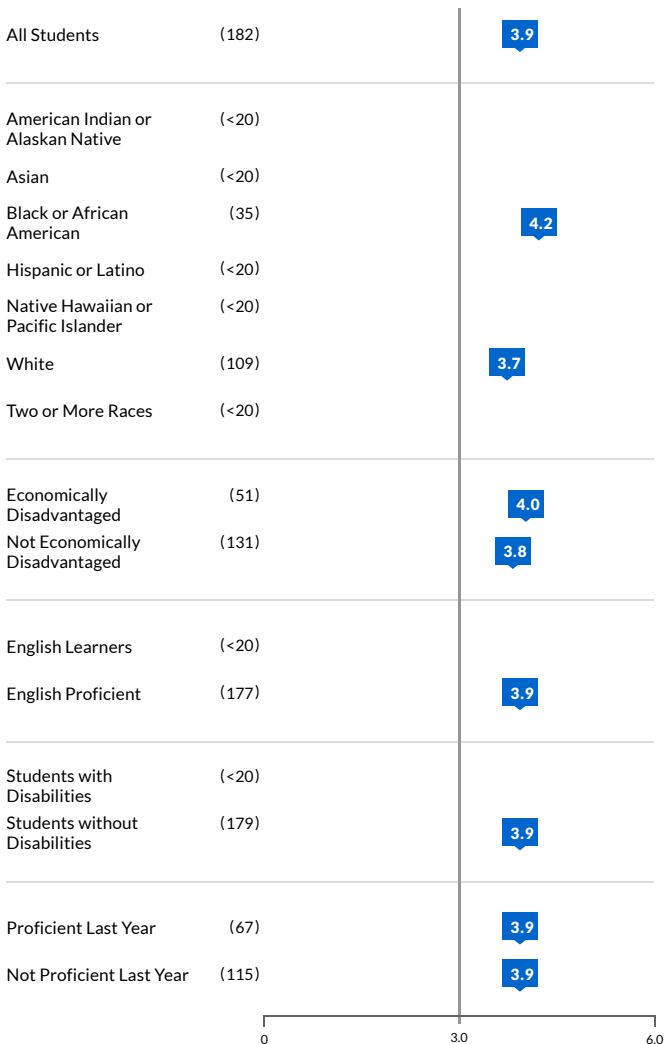 All Students (182) 3.9
American Indian or (<20)
Alaskan Native
Asian (<20)
Black or African (35) 4.2
American
Hispanic or Latino (<20)
Native Hawaiian or (<20)
Pacific Islander
White (109) 3.7
Two or More Races (<20)
Economically (51) 4.0
Disadvantaged
Not Economically (131) 3.8
Disadvantaged
English Learners (<20)
English Proficient (177) 3.9
Students with (<20)
Disabilities
Students without (179) 3.9
Disabilities
Proficient Last Year (67) 3.9
Not Proficient Last Year (115) 3.9
0 3.0 6.0